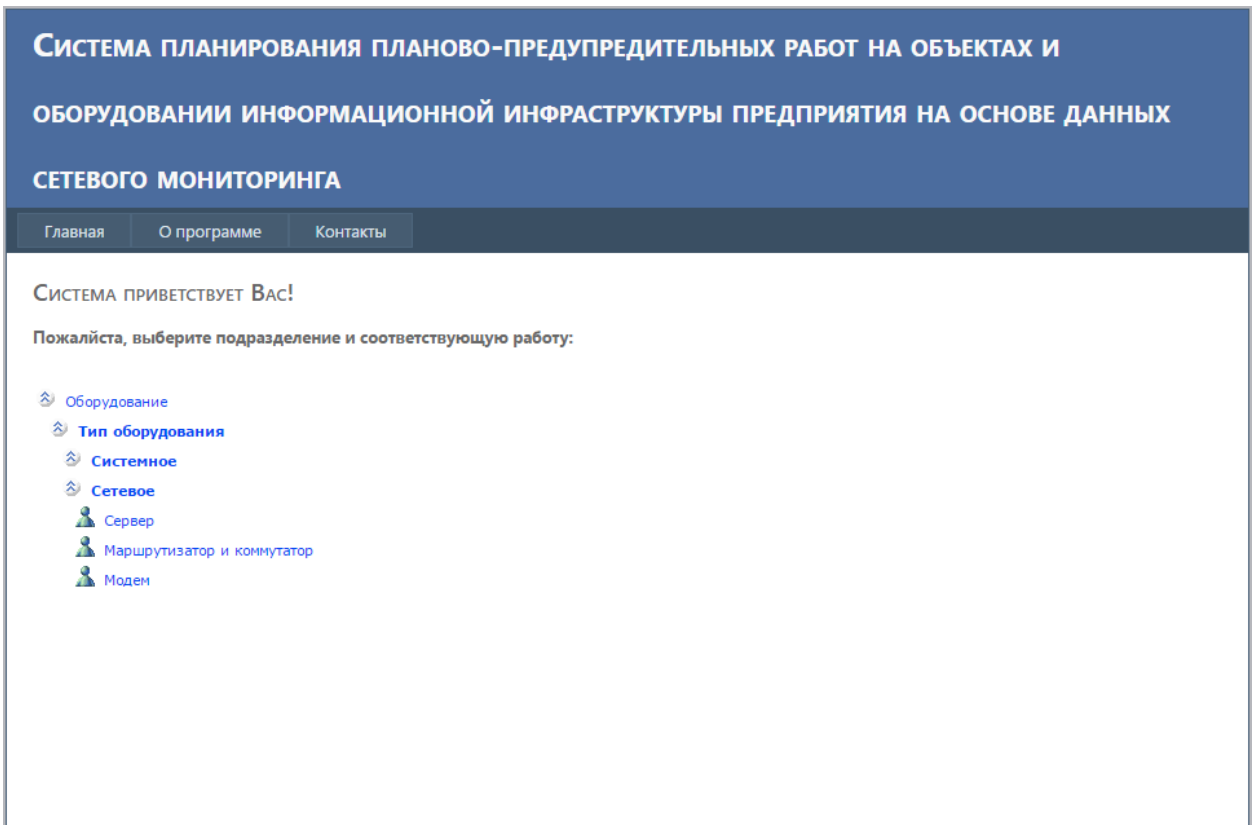 Система планирования планово-предупредительных работ на объектах и
оборудовании информационной инфраструктуры предприятия на основе данных
сетевого мониторинга
Главная О программе Контакты
Система приветствует Вас!
Пожалйста, выберите подразделение и соответствующую работу:
Оборудование
Тип оборудования
Системное
Сетевое
Сервер
Маршрутизатор и коммутатор
Модем